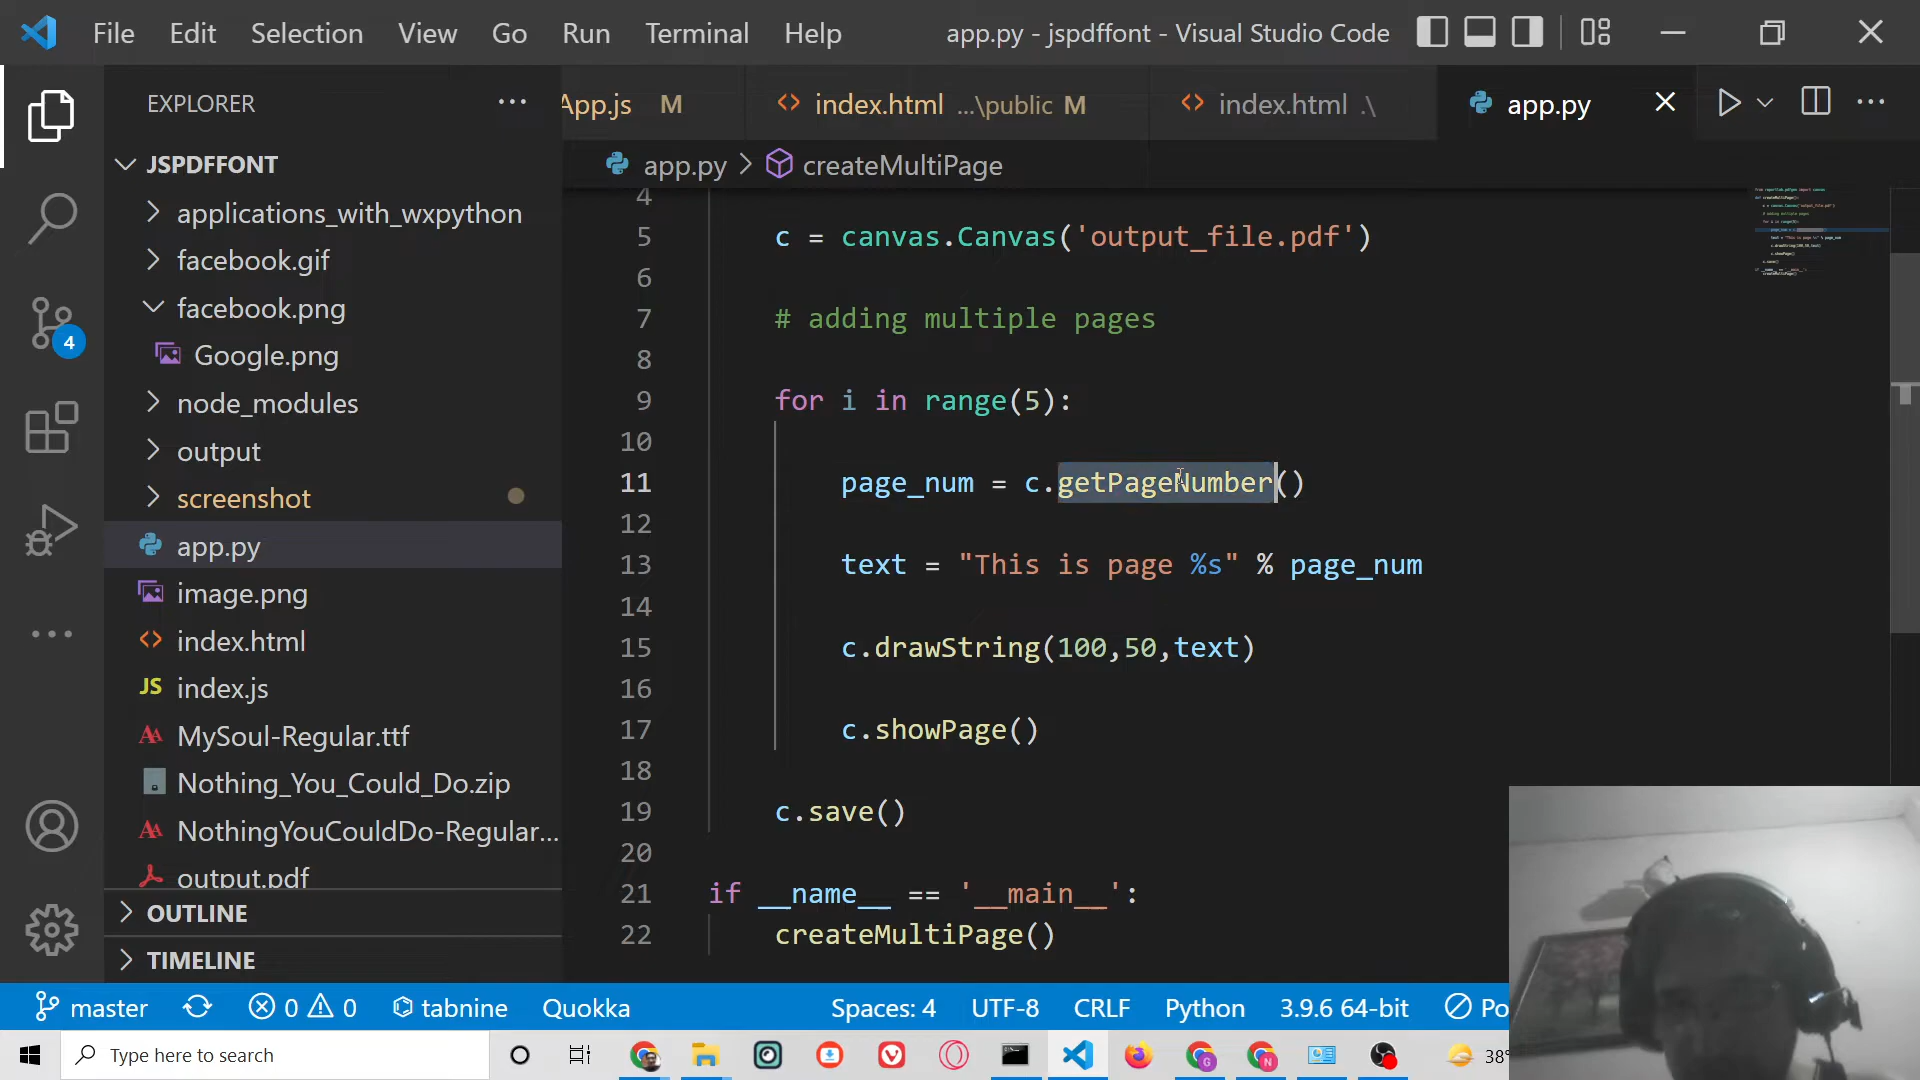 File Edit Selection View Go Run Terminal Help app.py - jspdffont - Visual Studio Code
EXPLORER
JSPDFFONT
applications_with_wxpython
facebook.gif
facebook.png
Google.png
node_modules
output
screenshot
app.py
image.png
index.html
JS index.js
MySoul-Regular.ttf
Nothing_You_Could_Do.zip
NothingYouCouldDo-Regular...
output.pdf
OUTLINE
TIMELINE
4
App.js M index.html ...\public M index.html .\ app.py
app.py > createMultiPage
4
5 c = canvas.Canvas('output_file.pdf')
6
7 # adding multiple pages
8
9 for i in range(5):
10
11 page_num = c.getPageNumber()
12
13 text = "This is page %s" % page_num
14
15 c.drawString(100,50,text)
16
17 c.showPage()
18
19 c.save()
20
21 if __name__ == '__main__':
22 createMultiPage()
master 0 0 tabnine Quokka Spaces: 4 UTF-8 CRLF Python 3.9.6 64-bit Po
Type here to search 38°